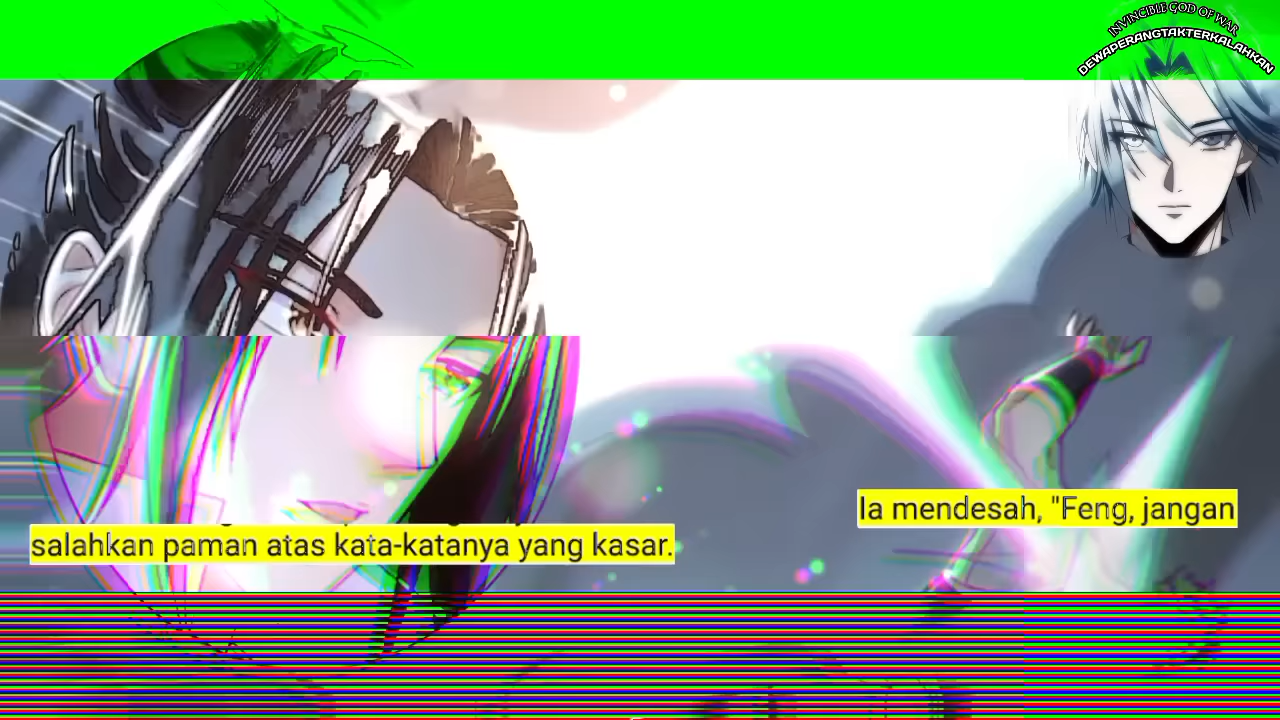 INVINCIBLE GOD OF WAR
DEWAPERANGTAKTERKALAHKAN
Ia mendesah, "Feng, jangan
salahkan paman atas kata-katanya yang kasar.